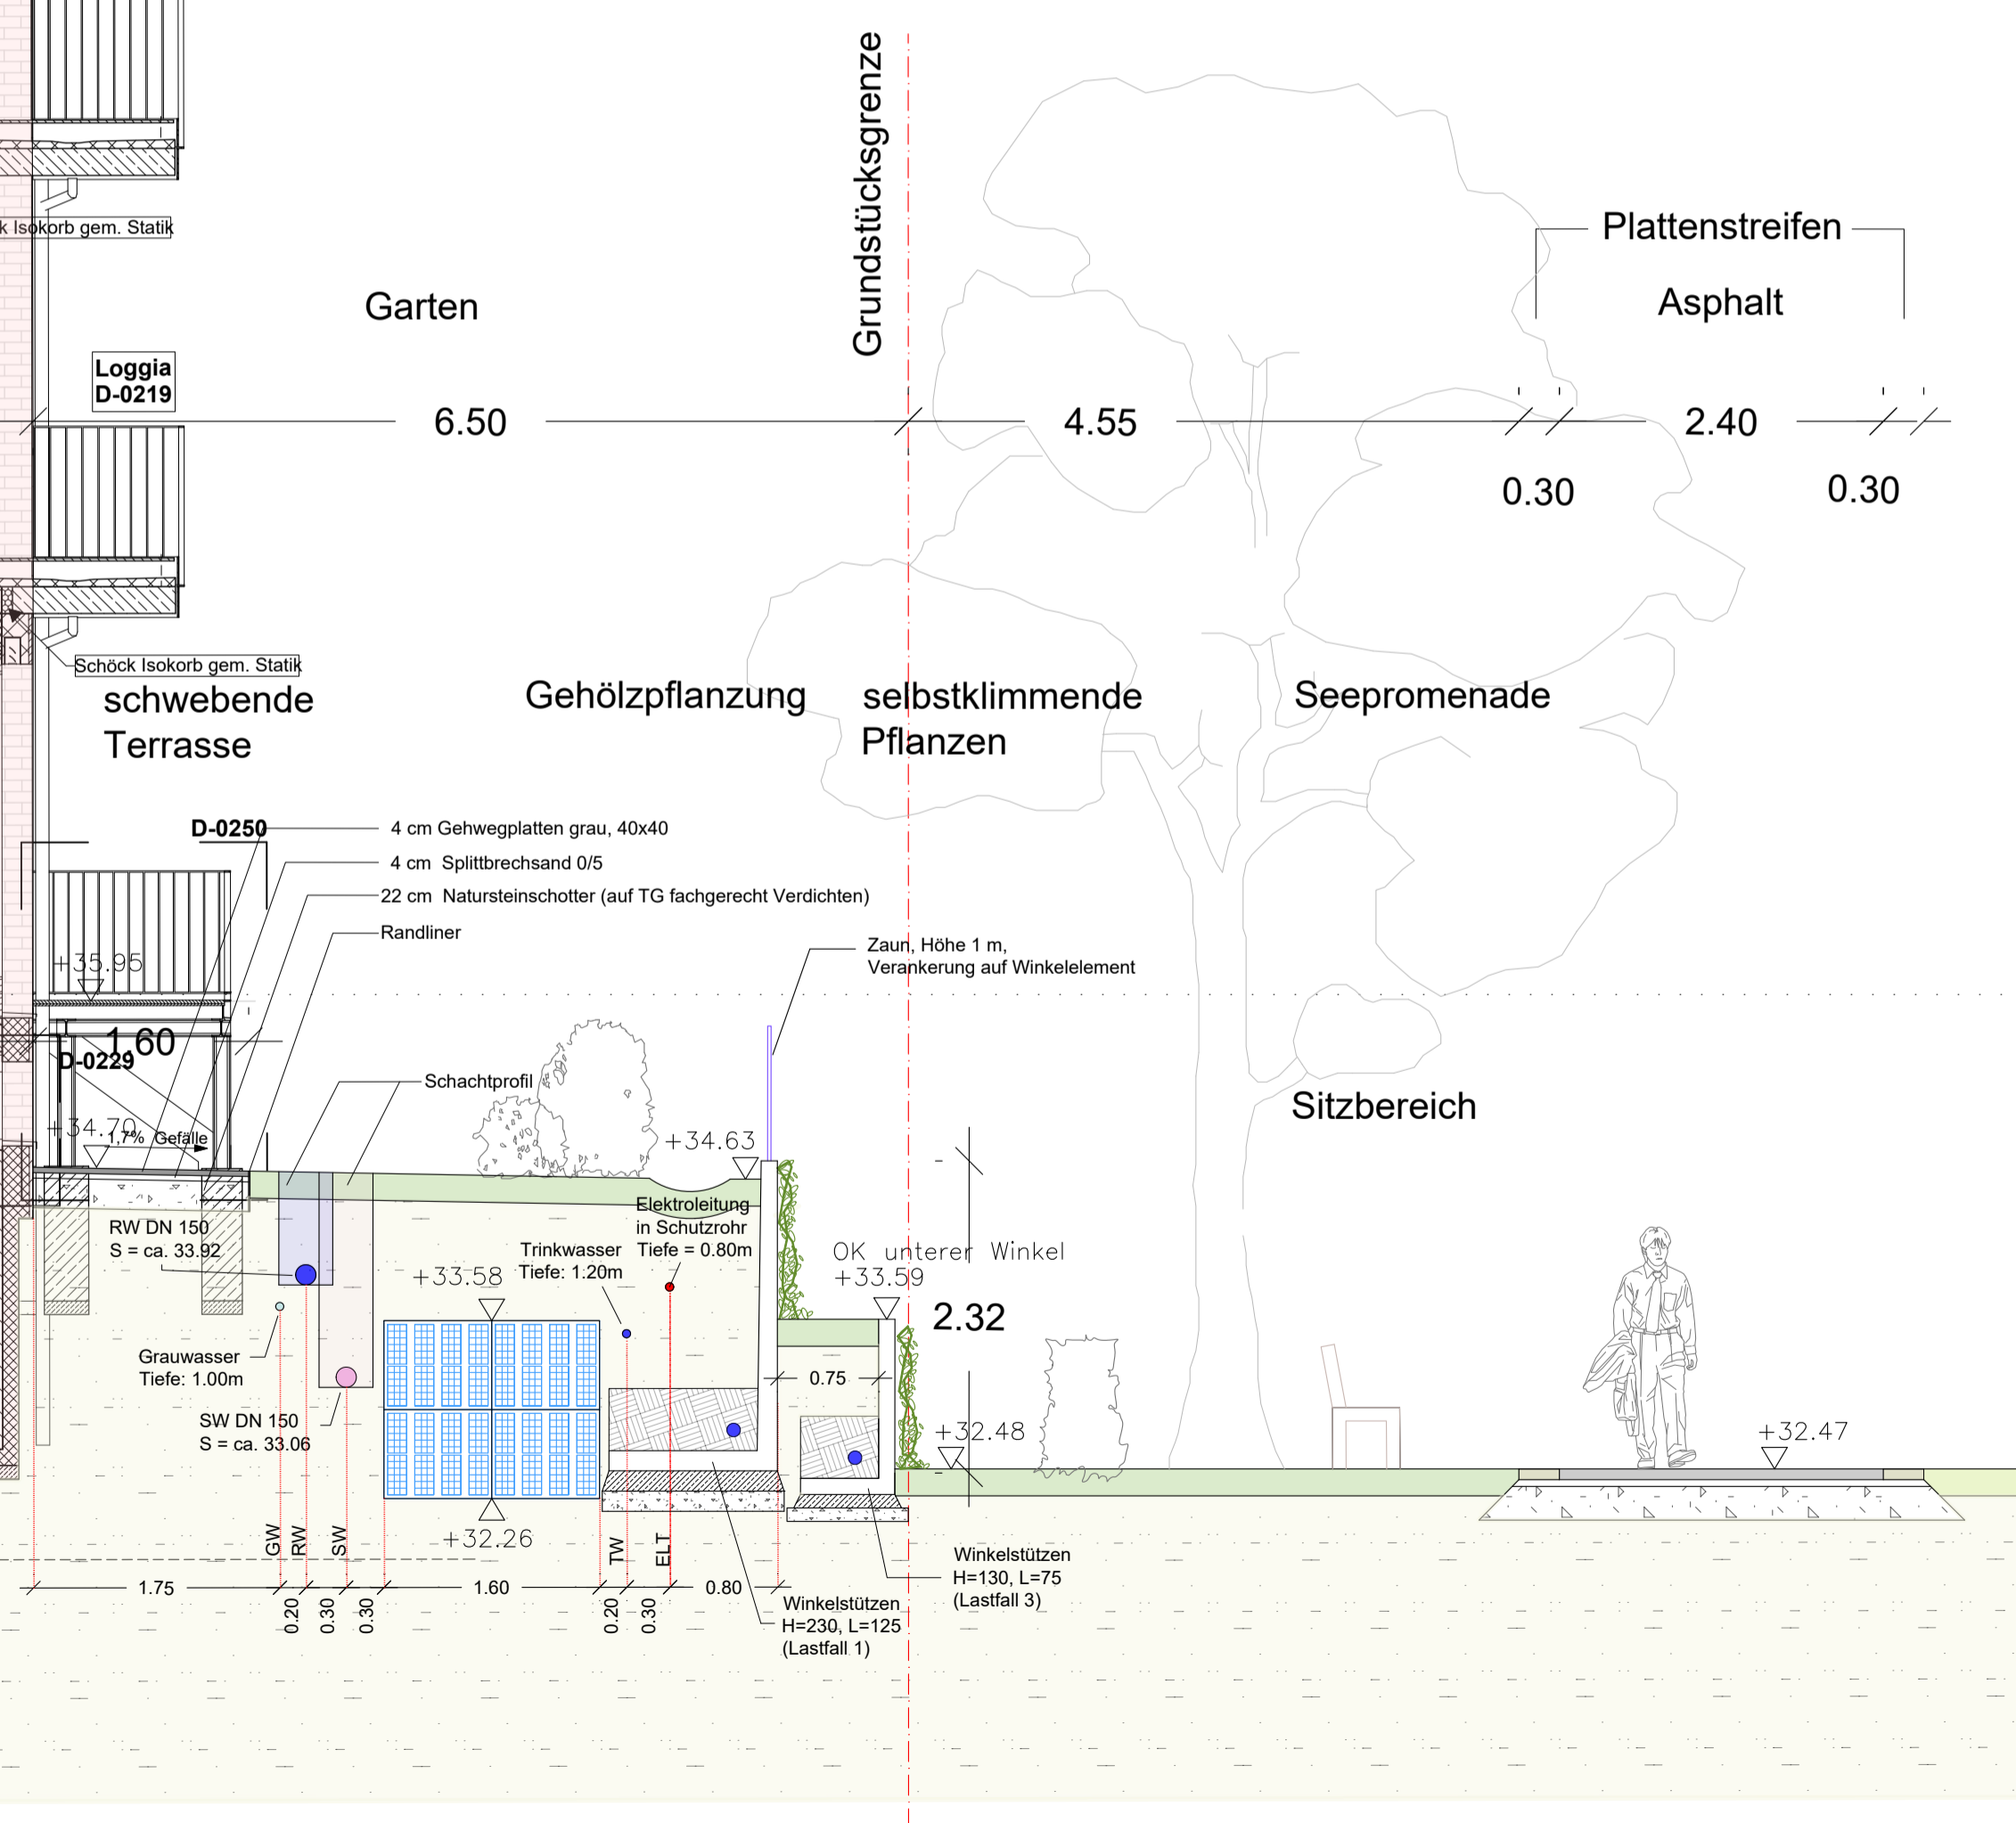 Grundstücksgrenze
k Isokorb gem. Statik
Plattenstreifen
Garten
Asphalt
Loggia
D-0219
6.50
4.55
2.40
0.30
0.30
Schöck Isokorb gem. Statik
schwebende
Terrasse
Gehölzpflanzung
selbstklimmende
Pflanzen
Seepromenade
D-0250
4 cm Gehwegplatten grau, 40x40
4 cm Splittbrechsand 0/5
22 cm Natursteinschotter (auf TG fachgerecht Verdichten)
Randliner
Zaun, Höhe 1 m,
Verankerung auf Winkelelement
+35.95
1.60
D-0229
Schachtprofil
Sitzbereich
+34.70
1,7% Gefälle
+34.63
RW DN 150
S = ca. 33.92
Elektroleitung
in Schutzrohr
Tiefe = 0.80m
Trinkwasser
Tiefe: 1.20m
+33.58
OK unterer Winkel
+33.59
2.32
Grauwasser
Tiefe: 1.00m
0.75
SW DN 150
S = ca. 33.06
+32.48
+32.47
+32.26
GW
RW
SW
TW
ELT
1.75
0.20
0.30
0.30
1.60
0.20
0.30
0.80
Winkelstützen
H=130, L=75
(Lastfall 3)
Winkelstützen
H=230, L=125
(Lastfall 1)